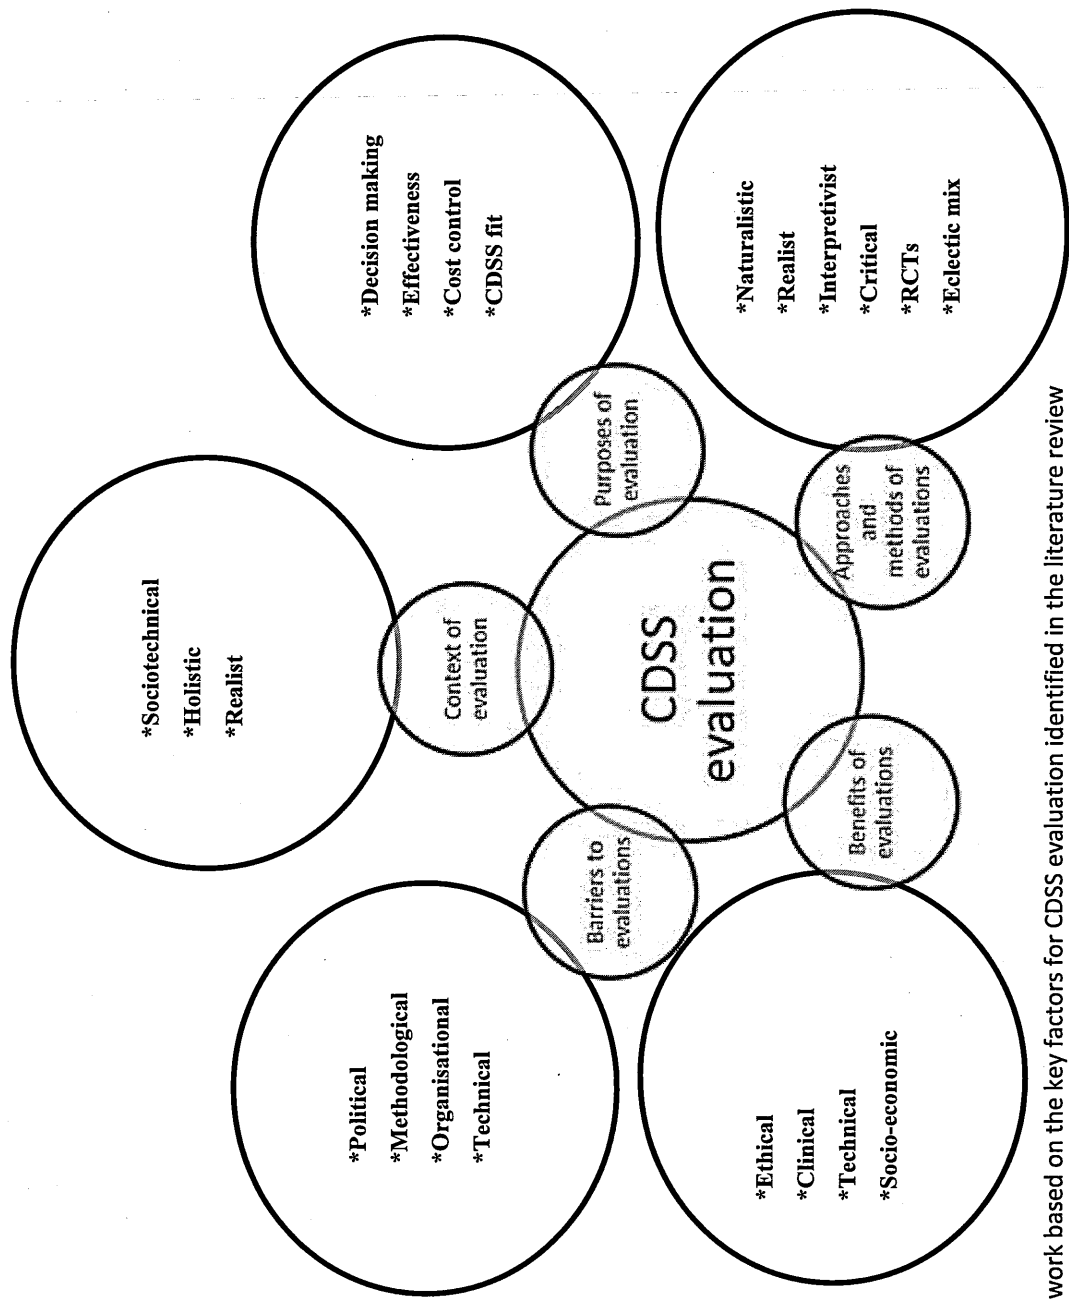 *Sociotechnical
*Holistic
*Realist
Context of
evaluation
*Political
*Methodological
*Organisational
*Technical
Barriers to
evaluations
Purposes of
evaluation
*Decision making
*Effectiveness
*Cost control
*CDSS fit
CDSS
evaluation
*Ethical
*Clinical
*Technical
*Socio-economic
Benefits of
evaluations
Approaches
and
methods of
evaluations
*Naturalistic
*Realist
*Interpretivist
*Critical
*RCTs
*Eclectic mix
work based on the key factors for CDSS evaluation identified in the literature review